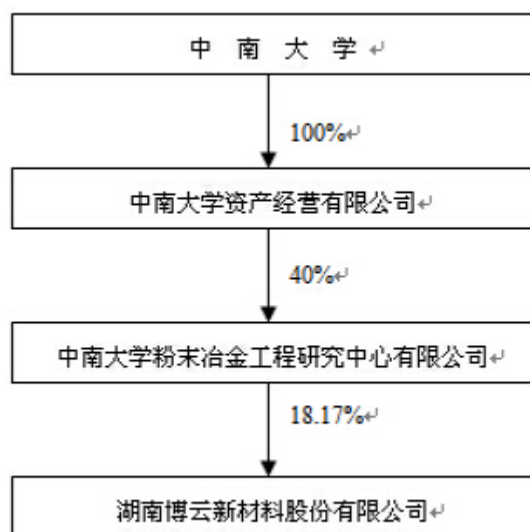 中 南 大 学 ↵
100%↵
中南大学资产经营有限公司↵
40%↵
中南大学粉末冶金工程研究中心有限公司↵
18.17%↵
湖南博云新材料股份有限公司↵